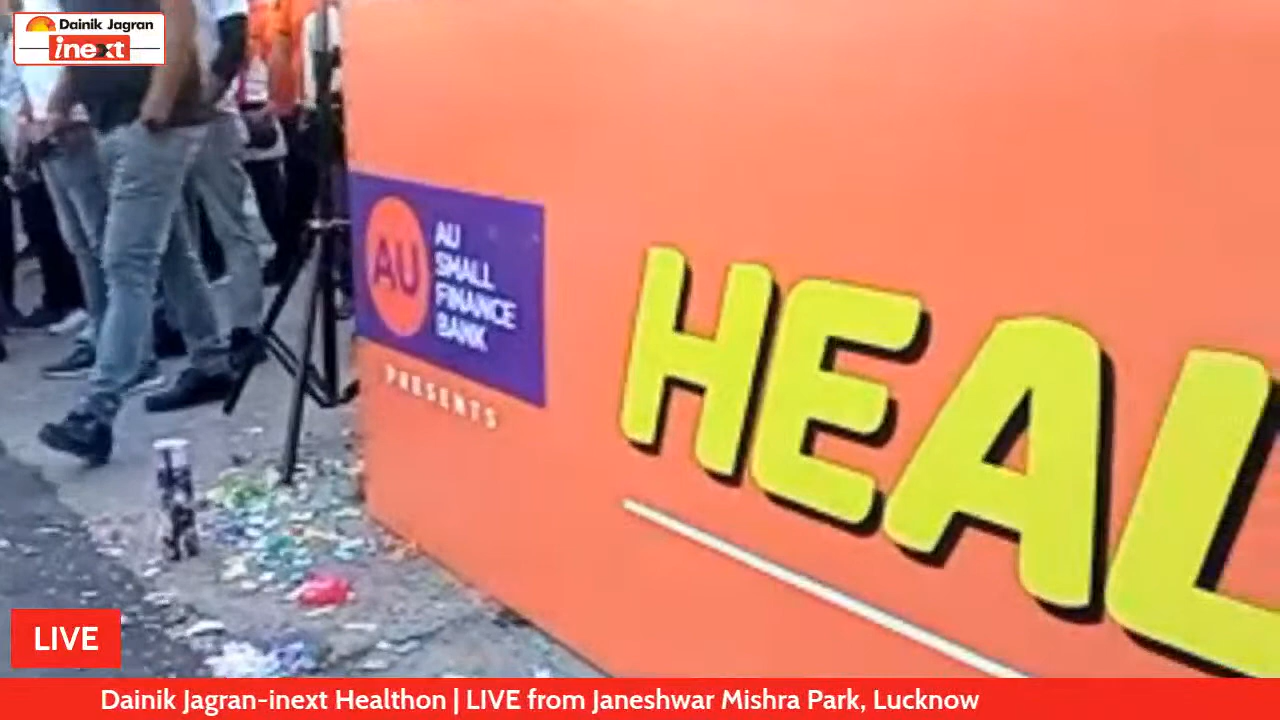 Dainik Jagran
inext
AU
AU
SMALL
FINANCE
BANK
PRESENTS
HEAL
LIVE
Dainik Jagran-inext Healthon | LIVE from Janeshwar Mishra Park, Lucknow